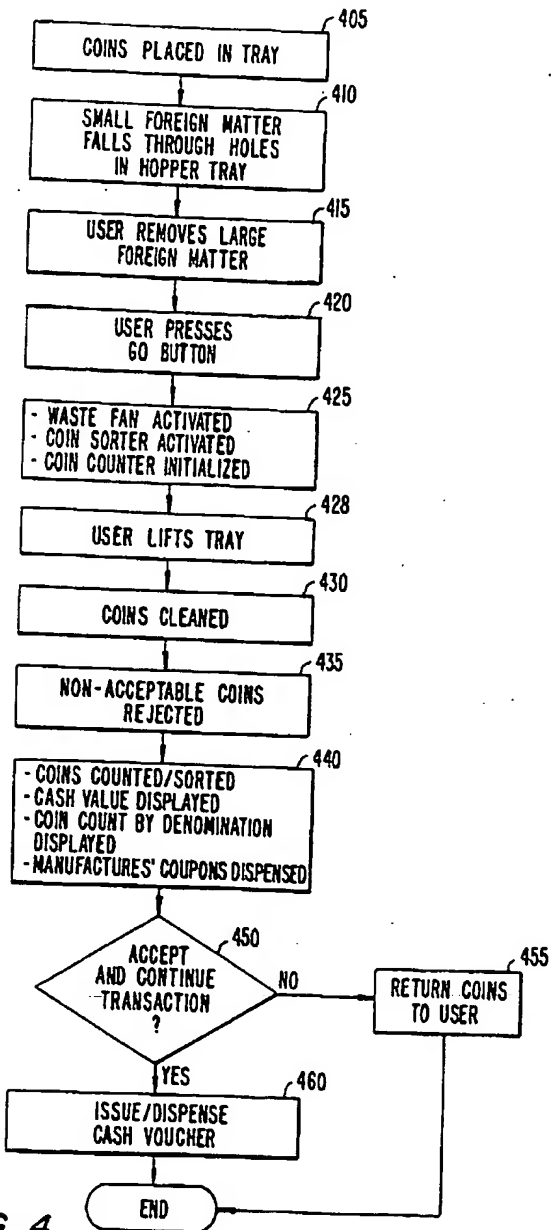 405
COINS PLACED IN TRAY
410
SMALL FOREIGN MATTER
FALLS THROUGH HOLES
IN HOPPER TRAY
415
USER REMOVES LARGE
FOREIGN MATTER
420
USER PRESSES
GO BUTTON
425
- WASTE FAN ACTIVATED
- COIN SORTER ACTIVATED
- COIN COUNTER INITIALIZED
428
USER LIFTS TRAY
430
COINS CLEANED
435
NON-ACCEPTABLE COINS
REJECTED
440
-COINS COUNTED/SORTED
-CASH VALUE DISPLAYED
-COIN COUNT BY DENOMINATION
DISPLAYED
-MANUFACTURES' COUPONS DISPENSED
450
ACCEPT
AND CONTINUE
TRANSACTION
?
NO
455
RETURN COINS
TO USER
YES
460
ISSUE/DISPENSE
CASH VOUCHER
END
4